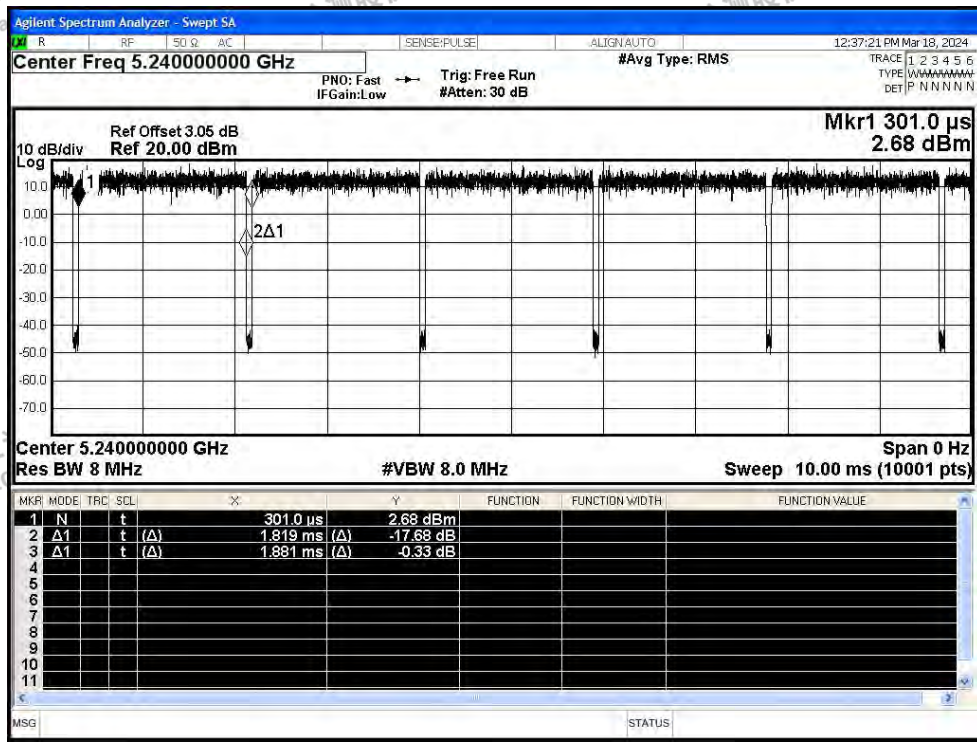 Agilent Spectrum Analyzer - Swept SA
LXI R RF 50 Ω AC SENSE:PULSE ALIGN AUTO 12:37:21 PM Mar 18, 2024
Center Freq 5.240000000 GHz #Avg Type: RMS TRACE 1 2 3 4 5 6
PNO: Fast Trig: Free Run TYPE WWWWWW
IFGain:Low #Atten: 30 dB DET P N N N N N
Mkr1 301.0 µs
Ref Offset 3.05 dB
10 dB/div Ref 20.00 dBm 2.68 dBm
Log
10.0
1
0.00
2Δ1
-10.0
-20.0
-30.0
-40.0
-50.0
-60.0
-70.0
Center 5.240000000 GHz Span 0 Hz
Res BW 8 MHz #VBW 8.0 MHz Sweep 10.00 ms (10001 pts)
MKR MODE TRC SCL X Y FUNCTION FUNCTION WIDTH FUNCTION VALUE
1 N t 301.0 µs 2.68 dBm
2 Δ1 t (Δ) 1.819 ms (Δ) -17.68 dB
3 Δ1 t (Δ) 1.881 ms (Δ) -0.33 dB
4
5
6
7
8
9
10
11
MSG STATUS